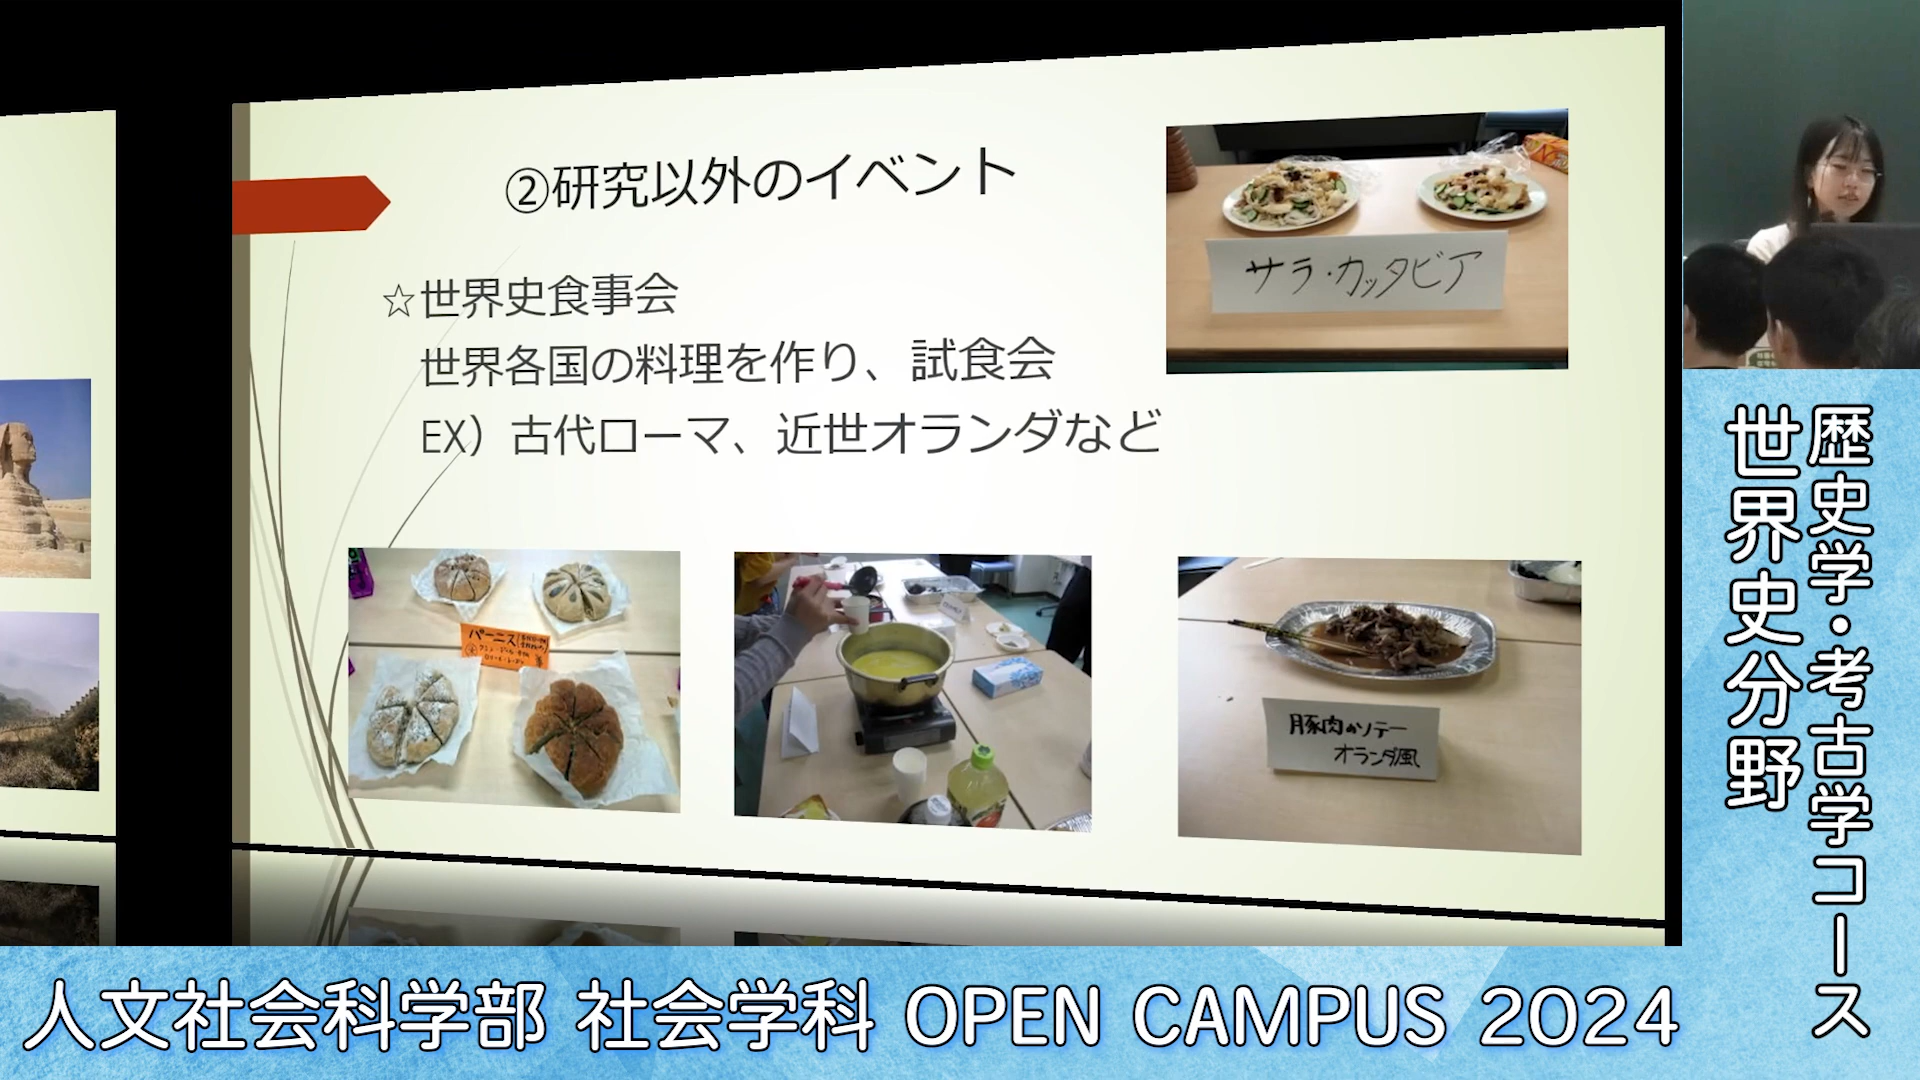 ②研究以外のイベント
☆世界史食事会
世界各国の料理を作り、試食会
EX）古代ローマ、近世オランダなど
サラ・カッタビア
パーニス
豚肉のソテー
オランダ風
歴史学・考古学コース
世界史分野
人文社会科学部 社会学科 OPEN CAMPUS 2024